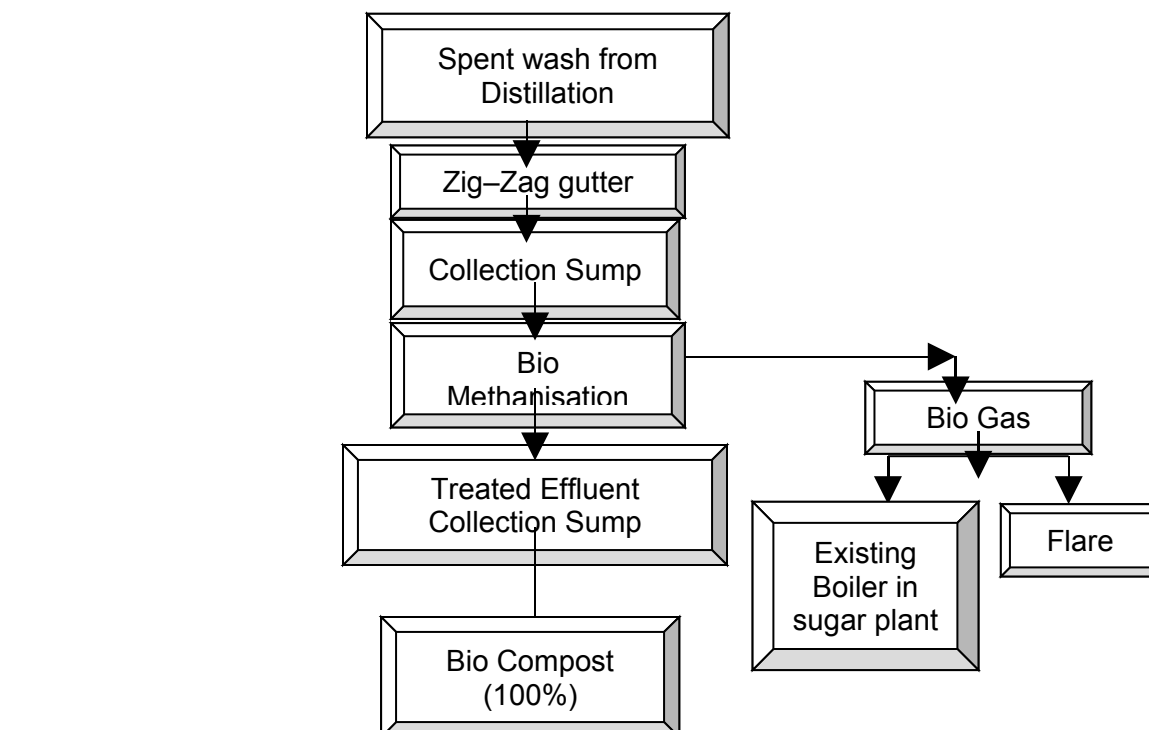 Spent wash from
Distillation
Zig–Zag gutter
Collection Sump
Bio
Methanisation
Bio Gas
Treated Effluent
Collection Sump
Existing
Boiler in
sugar plant
Flare
Bio Compost
(100%)